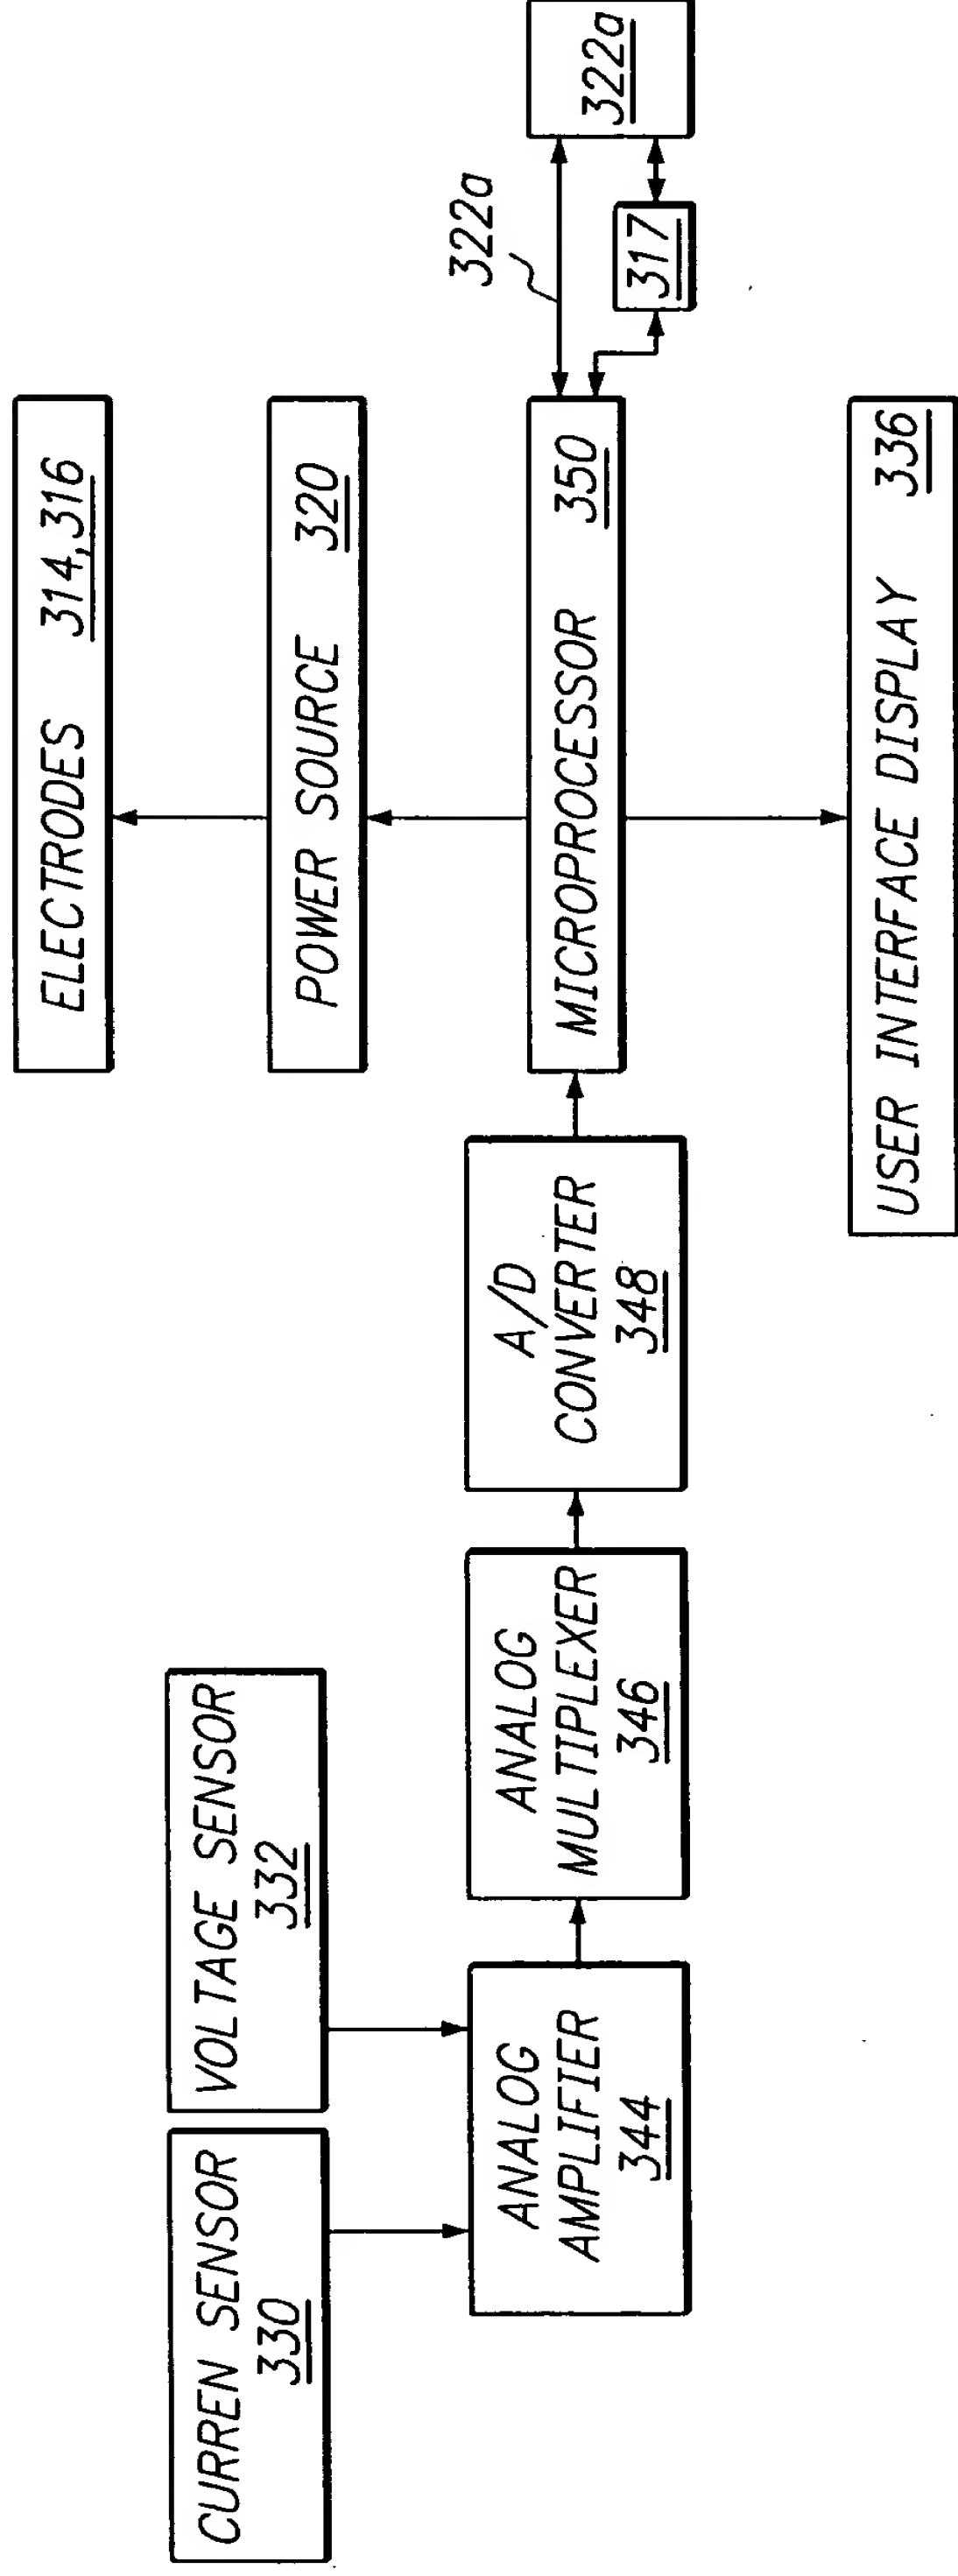 ELECTRODES 314,316
POWER SOURCE 320
CURREN SENSOR
330
VOLTAGE SENSOR
332
322a
ANALOG
AMPLIFIER
344
ANALOG
MULTIPLEXER
346
A/D
CONVERTER
348
MICROPROCESSOR 350
317
322a
USER INTERFACE DISPLAY 336